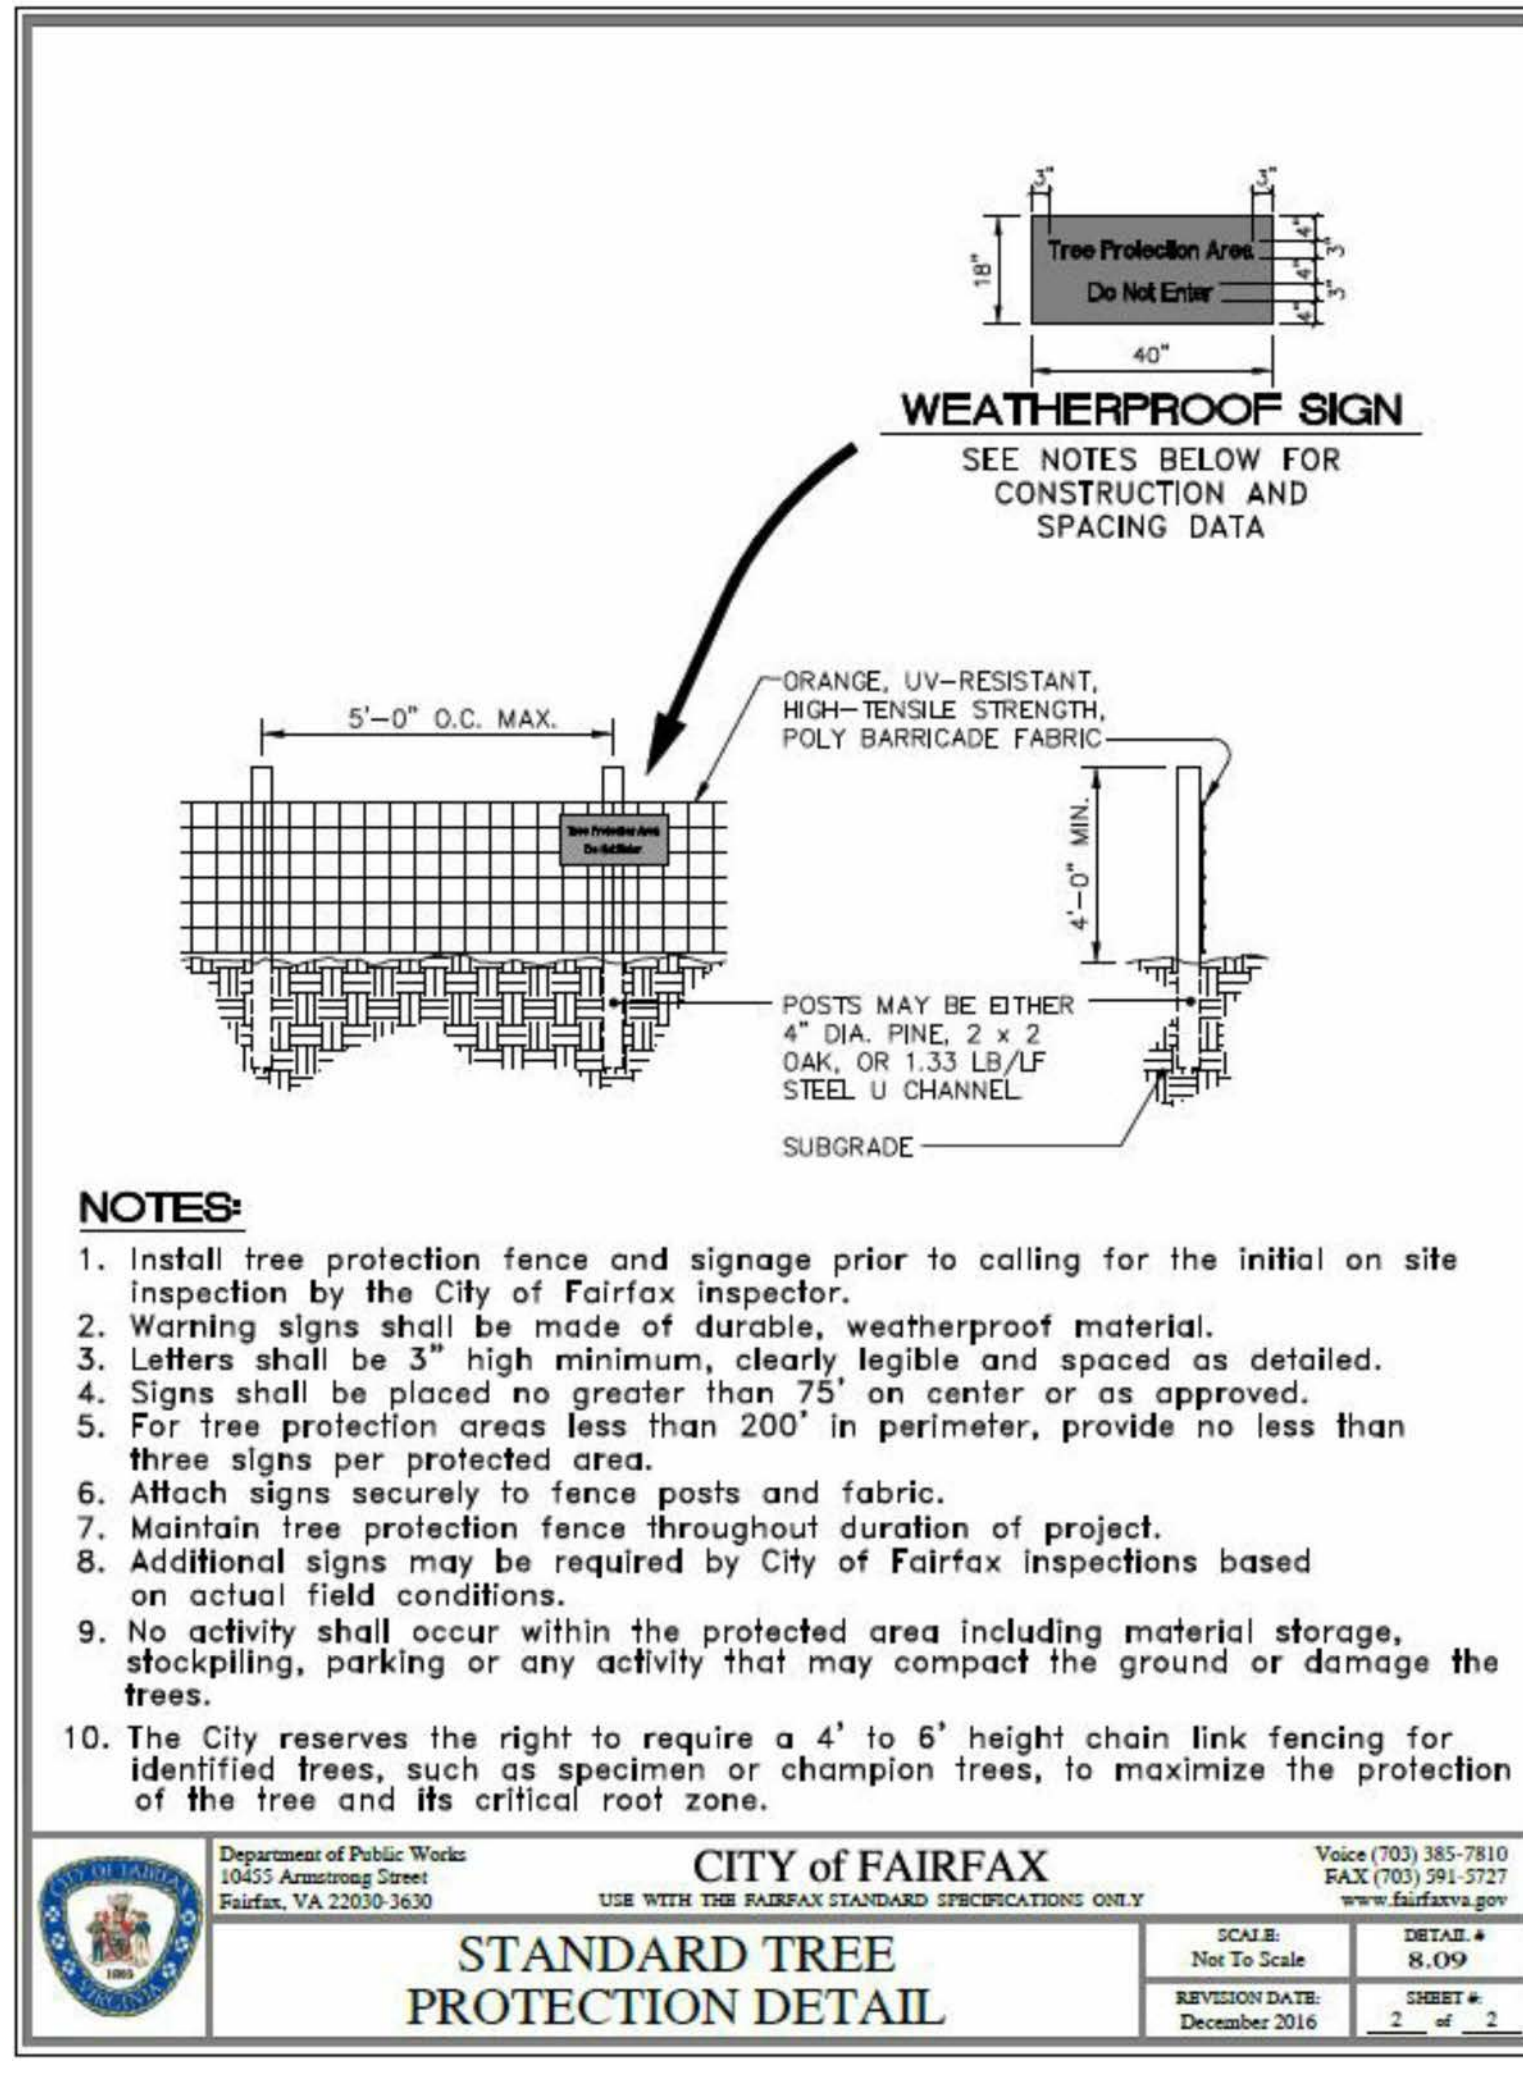 3" 3"
Tree Protection Area
Do Not Enter
18"
4"
3"
4"
3"
4"
40"
WEATHERPROOF SIGN
SEE NOTES BELOW FOR
CONSTRUCTION AND
SPACING DATA
5'-0" O.C. MAX.
ORANGE, UV-RESISTANT,
HIGH-TENSILE STRENGTH,
POLY BARRICADE FABRIC
Tree Protection Area
Do Not Enter
4'-0" MIN.
POSTS MAY BE EITHER
4" DIA. PINE, 2 x 2
OAK, OR 1.33 LB/LF
STEEL U CHANNEL
SUBGRADE
NOTES:
1. Install tree protection fence and signage prior to calling for the initial on site
inspection by the City of Fairfax inspector.
2. Warning signs shall be made of durable, weatherproof material.
3. Letters shall be 3" high minimum, clearly legible and spaced as detailed.
4. Signs shall be placed no greater than 75' on center or as approved.
5. For tree protection areas less than 200' in perimeter, provide no less than
three signs per protected area.
6. Attach signs securely to fence posts and fabric.
7. Maintain tree protection fence throughout duration of project.
8. Additional signs may be required by City of Fairfax inspections based
on actual field conditions.
9. No activity shall occur within the protected area including material storage,
stockpiling, parking or any activity that may compact the ground or damage the
trees.
10. The City reserves the right to require a 4' to 6' height chain link fencing for
identified trees, such as specimen or champion trees, to maximize the protection
of the tree and its critical root zone.
CITY OF FAIRFAX
VIRGINIA
Department of Public Works
10455 Armstrong Street
Fairfax, VA 22030-3630
CITY of FAIRFAX
USE WITH THE FAIRFAX STANDARD SPECIFICATIONS ONLY
Voice (703) 385-7810
FAX (703) 591-5727
www.fairfaxva.gov
STANDARD TREE
PROTECTION DETAIL
SCALE:
Not To Scale
DETAIL #
8.09
REVISION DATE:
December 2016
SHEET #:
2 of 2